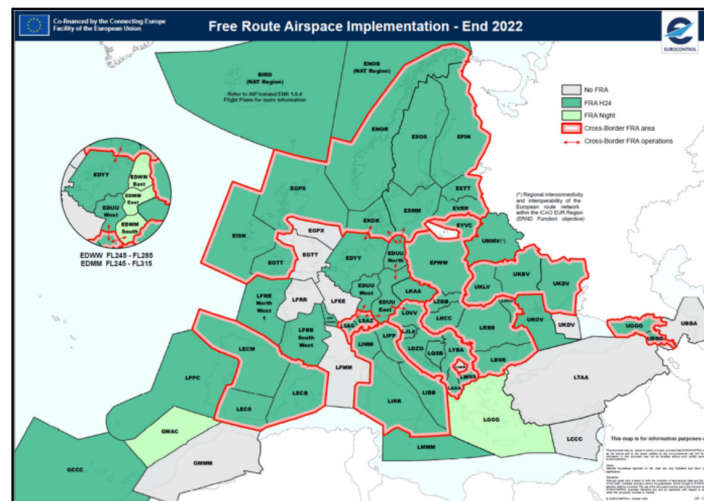 Co-financed by the Connecting Europe
Facility of the European Union
Free Route Airspace Implementation - End 2022
EUROCONTROL
BIRD
(NAT Region)
Refer to AIP Iceland ENR 1.8.4
Flight Plans for more information
ENOB
(NAT Region)
No FRA
FRA H24
FRA Night
Cross-Border FRA area
Cross-Border FRA operations
ENOR
ESOS
EFIN
EDYY
EDWW
East
EDUU
West
EDWW
East
EDMM
South
EDWW FL245 - FL285
EDMM FL245 - FL315
EGPX
EETT
EVRR
EKDK
ESMM
EYVC
(*) Regional interconnectivity
and interoperability of the
European route network
within the ICAO EUR Region
(ERND Function objective)
UMMV(*)
EISN
EGTT
EGPX
EGTT
EDYY
EDUU
North
EPWW
UKLV
UKBV
UKDV
LFRR
North
West
LFRR
LFEE
EDUU
West
EDUU
East
LKAA
LZBB
LOVV
LHCC
LFBB
South
West
LSAG
LSAZ
LIMM
LIPP
LJLA
LDZO
LQSB
LYBA
LRBB
UKDV
UKDV
UGGG
UBBA
LECM
LFMM
LBSR
LPPC
LECS
LECB
LIRR
LIBB
LAAA
LWSS
LTAA
GMAC
LGGG
GCCC
GMMM
LMMM
LCCC
This map is for information purposes